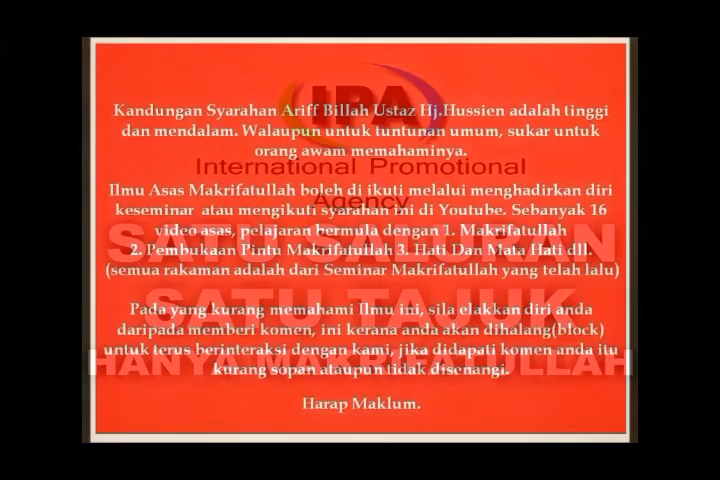 IPA
Kandungan Syarahan Ariff Billah Ustaz Hj.Hussien adalah tinggi
dan mendalam. Walaupun untuk tuntunan umum, sukar untuk
orang awam memahaminya.
International Promotional
Ilmu Asas Makrifatullah boleh di ikuti melalui menghadirkan diri
Agency
keseminar atau mengikuti syarahan ini di Youtube. Sebanyak 16
video asas, pelajaran bermula dengan 1. Makrifatullah
SATU SALURAN
2. Pembukaan Pintu Makrifatullah 3. Hati Dan Mata Hati dll.
(semua rakaman adalah dari Seminar Makrifatullah yang telah lalu)
SATU TAJUK
Pada yang kurang memahami Ilmu ini, sila elakkan diri anda
daripada memberi komen, ini kerana anda akan dihalang(block)
untuk terus berinteraksi dengan kami, jika didapati komen anda itu
HANYA MAKRIFATULLAH
kurang sopan ataupun tidak disenangi.
Harap Maklum.